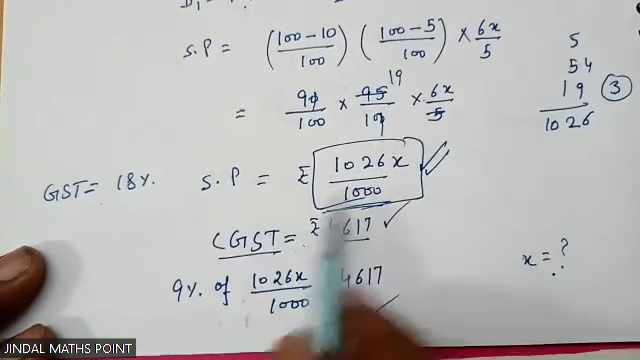 S.P = (100-10/100) (100-5/100) × 6x/5
= 90/100 × 95/100 × 6x/5
19
5
54
19
1026
3
GST = 18%. S.P = ₹ 1026x/1000
CGST = ₹ 617
9%. of 1026x/1000 4617
x = ?
JINDAL MATHS POINT